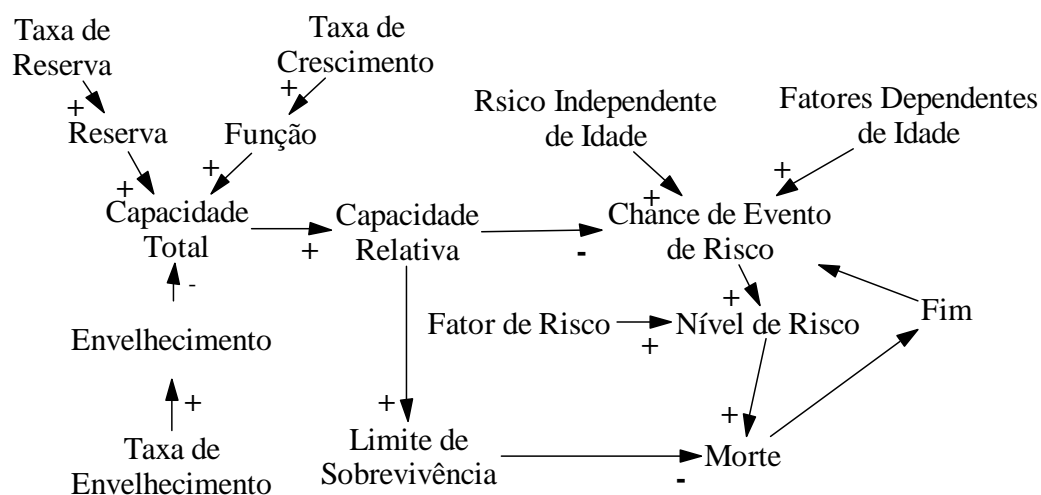 Taxa de
Reserva
Taxa de
Crescimento
+
+
Reserva
Função
Rsico Independente
de Idade
Fatores Dependentes
de Idade
+
+
+
+
Capacidade
Total
+
Capacidade
Relativa
-
Chance de Evento
de Risco
-
Envelhecimento
+
Taxa de
Envelhecimento
Fator de Risco
+
+
Nível de Risco
Fim
+
Limite de
Sobrevivência
-
+
Morte